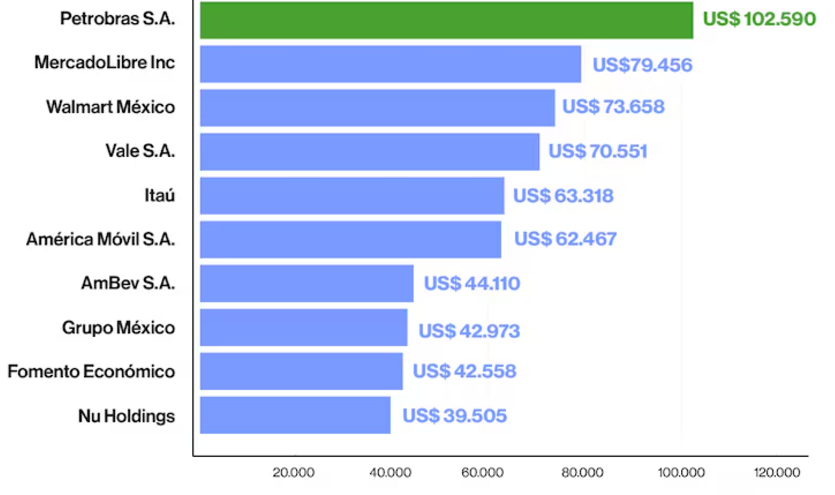 Petrobras S.A. US$ 102.590
MercadoLibre Inc US$79.456
Walmart México US$ 73.658
Vale S.A. US$ 70.551
Itaú US$ 63.318
América Móvil S.A. US$ 62.467
AmBev S.A. US$ 44.110
Grupo México US$ 42.973
Fomento Económico US$ 42.558
Nu Holdings US$ 39.505
20.000 40.000 60.000 80.000 100.000 120.000